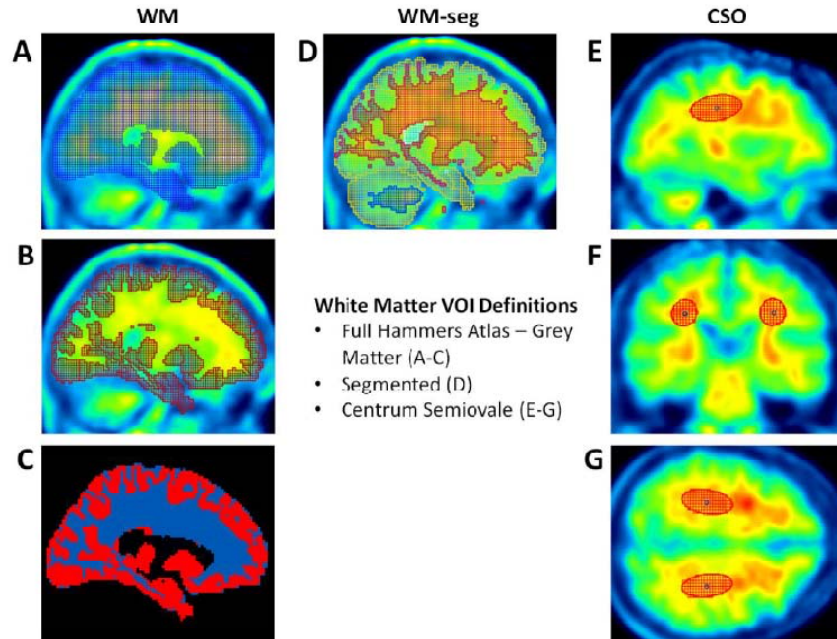 WM
WM-seg
CSO
A
D
E
B
F
White Matter VOI Definitions
• Full Hammers Atlas – Grey
Matter (A-C)
• Segmented (D)
• Centrum Semiovale (E-G)
C
G